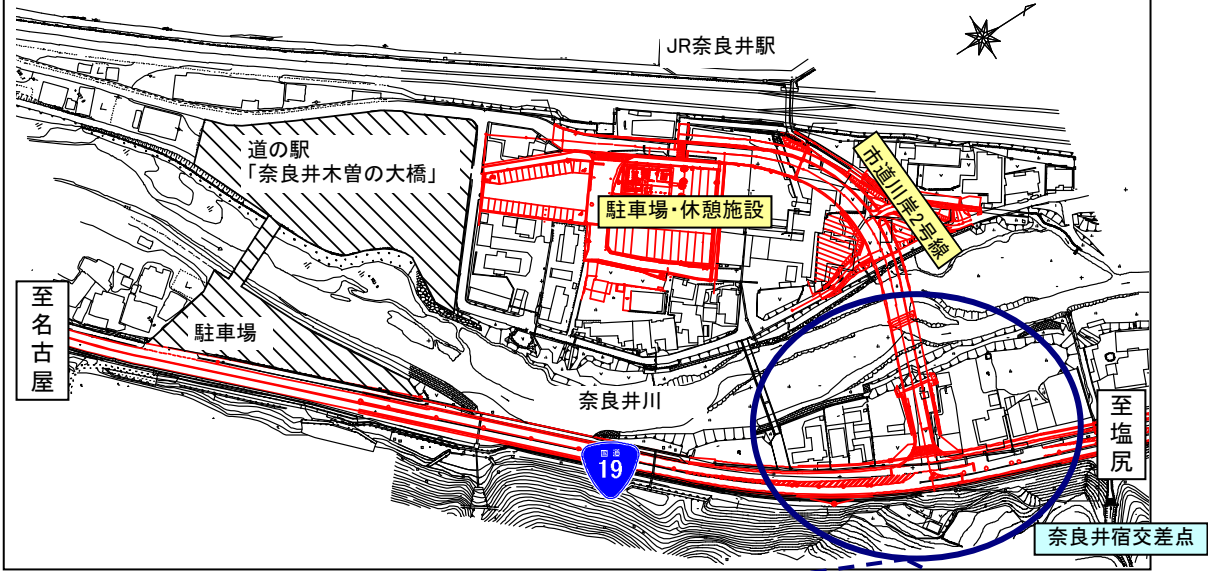 JR奈良井駅
道の駅
「奈良井木曽の大橋」
市道川岸2号線
駐車場・休憩施設
至名古屋
駐車場
奈良井川
至塩尻
国道
19
奈良井宿交差点